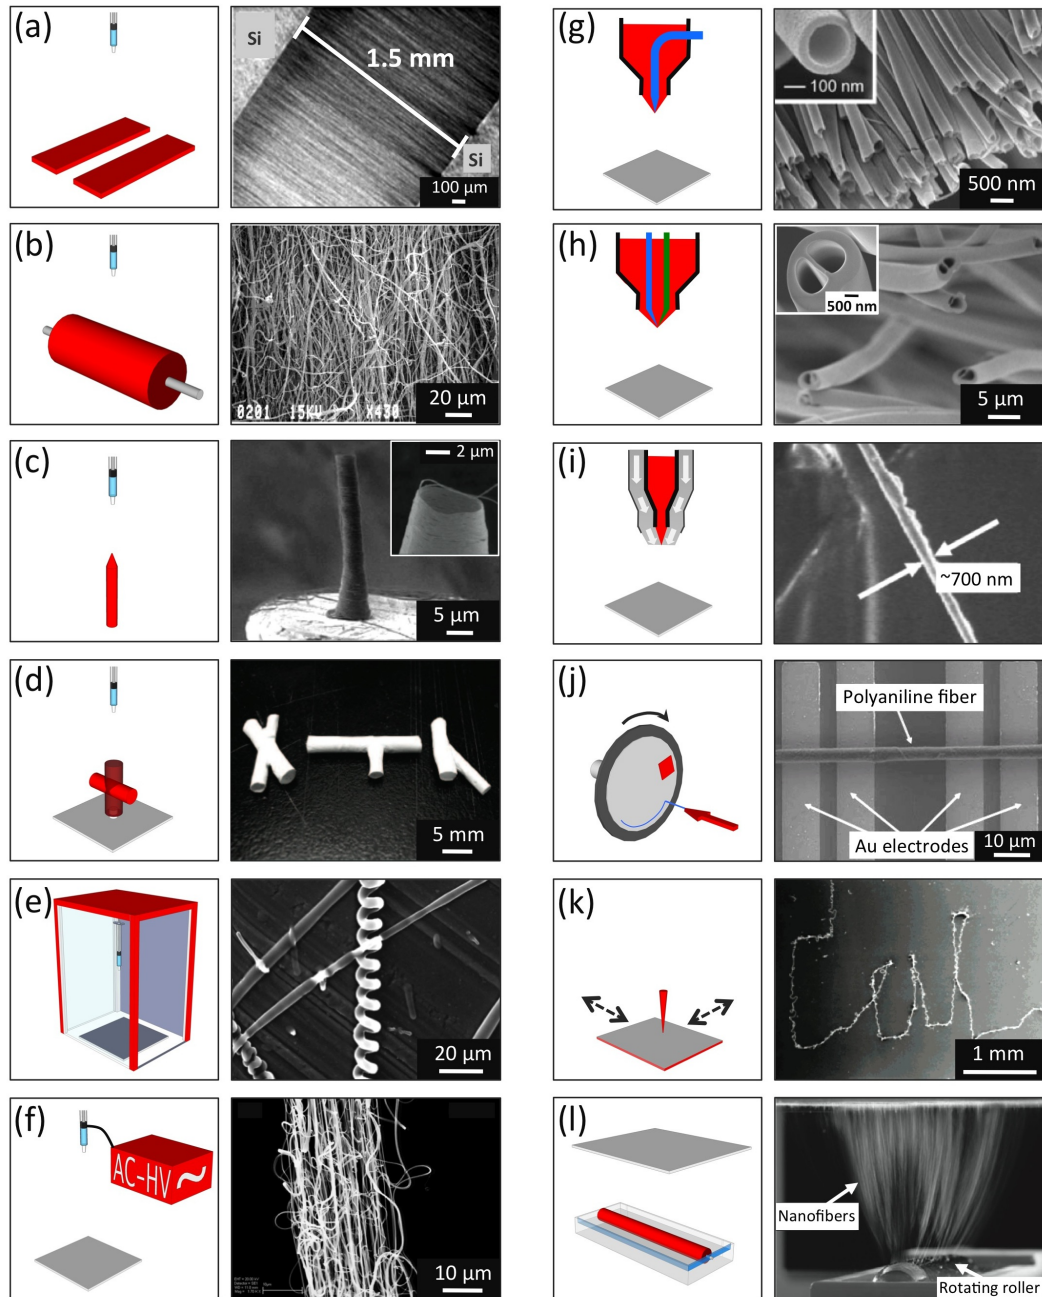 (a)
Si
1.5 mm
Si
100 µm
(b)
0201 15KV X430
20 µm
(c)
2 µm
5 µm
(d)
5 mm
(e)
20 µm
(f)
AC-HV
10 µm
(g)
100 nm
500 nm
(h)
500 nm
5 µm
(i)
~700 nm
(j)
Polyaniline fiber
Au electrodes
10 µm
(k)
1 mm
(l)
Nanofibers
Rotating roller